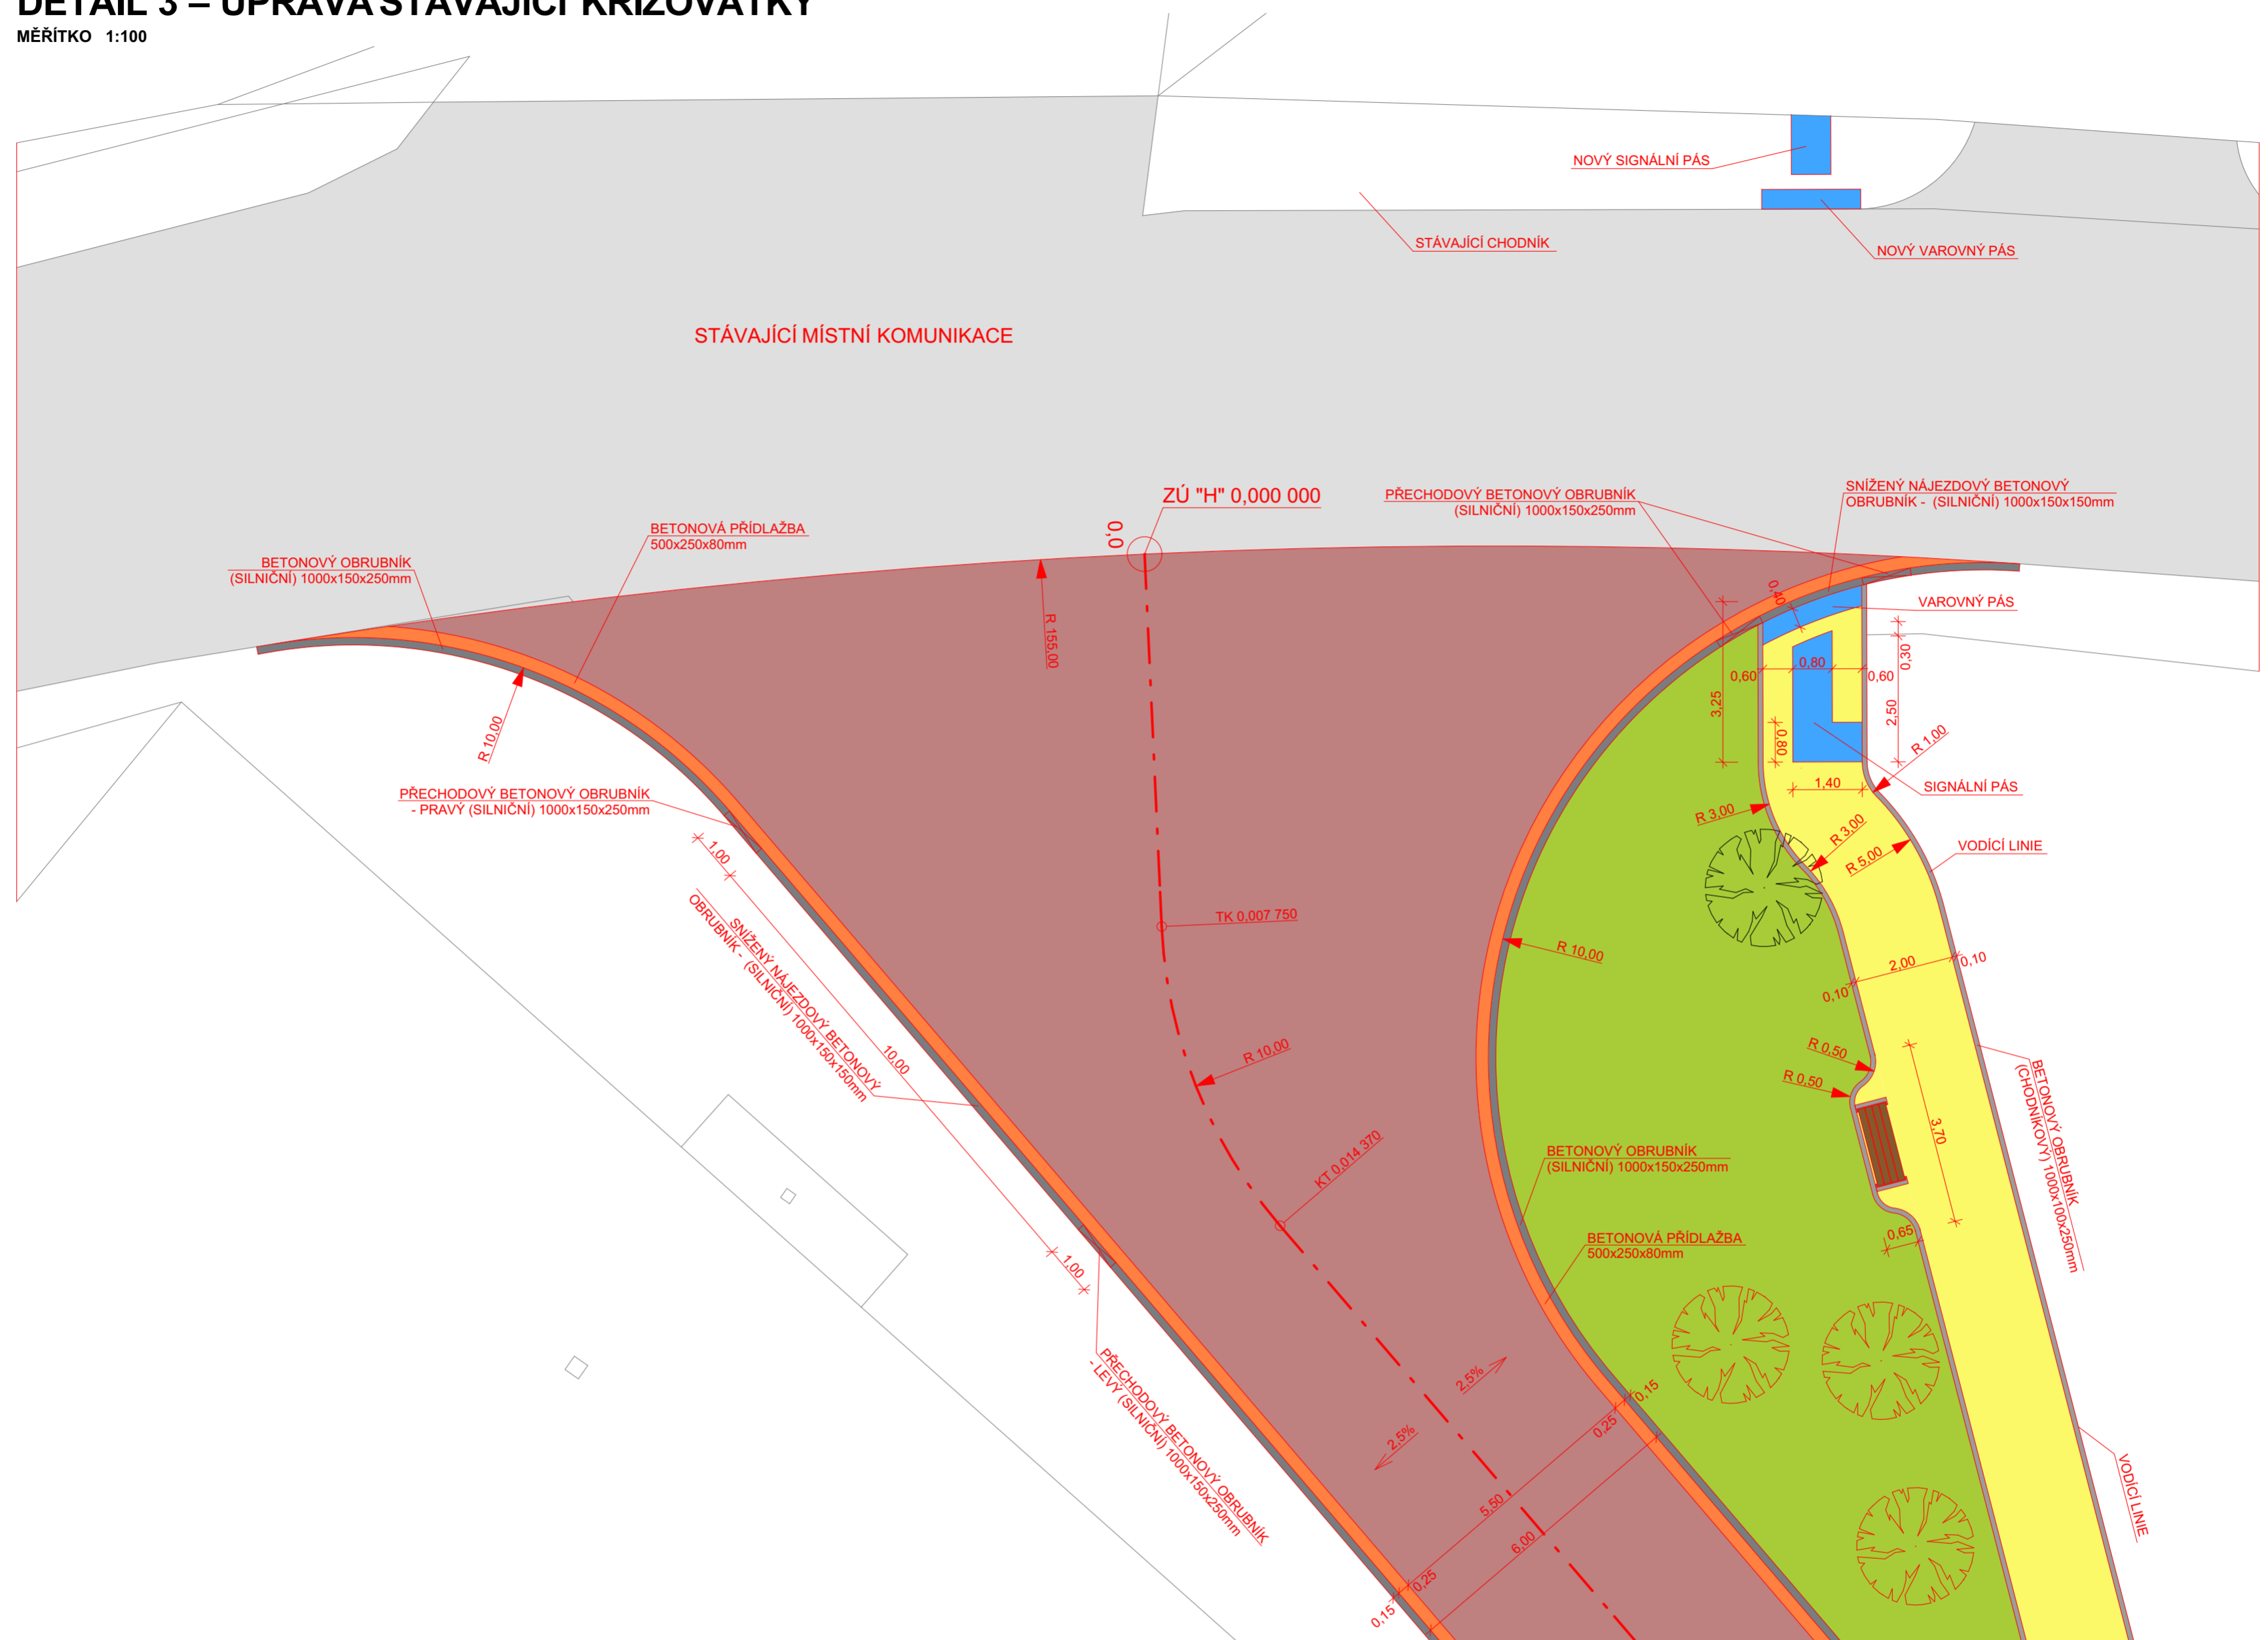 DETAIL 3 – ÚPRAVA STÁVAJÍCÍ KŘIŽOVATKY
MĚŘÍTKO 1:100
NOVÝ SIGNÁLNÍ PÁS
STÁVAJÍCÍ CHODNÍK
NOVÝ VAROVNÝ PÁS
STÁVAJÍCÍ MÍSTNÍ KOMUNIKACE
ZÚ "H" 0,000 000
0,0
PŘECHODOVÝ BETONOVÝ OBRUBNÍK
(SILNIČNÍ) 1000x150x250mm
SNÍŽENÝ NÁJEZDOVÝ BETONOVÝ
OBRUBNÍK - (SILNIČNÍ) 1000x150x150mm
BETONOVÁ PŘÍDLAŽBA
500x250x80mm
BETONOVÝ OBRUBNÍK
(SILNIČNÍ) 1000x150x250mm
R 155,00
R 10,00
0,40
VAROVNÝ PÁS
0,60
0,80
0,60
0,30
3,25
2,50
0,80
1,40
R 1,00
SIGNÁLNÍ PÁS
R 3,00
R 3,00
R 5,00
VODÍCÍ LINIE
PŘECHODOVÝ BETONOVÝ OBRUBNÍK
- PRAVÝ (SILNIČNÍ) 1000x150x250mm
1,00
SNÍŽENÝ NÁJEZDOVÝ BETONOVÝ
OBRUBNÍK - (SILNIČNÍ) 1000x150x150mm
10,00
1,00
TK 0,007 750
R 10,00
KT 0,014 370
R 10,00
2,00
0,10
0,10
R 0,50
R 0,50
3,70
0,65
BETONOVÝ OBRUBNÍK
(CHODNÍKOVÝ) 1000x100x250mm
BETONOVÝ OBRUBNÍK
(SILNIČNÍ) 1000x150x250mm
BETONOVÁ PŘÍDLAŽBA
500x250x80mm
PŘECHODOVÝ BETONOVÝ OBRUBNÍK
- LEVÝ (SILNIČNÍ) 1000x150x250mm
2,5%
2,5%
0,15
0,25
5,50
6,00
0,25
0,15
VODÍCÍ LINIE